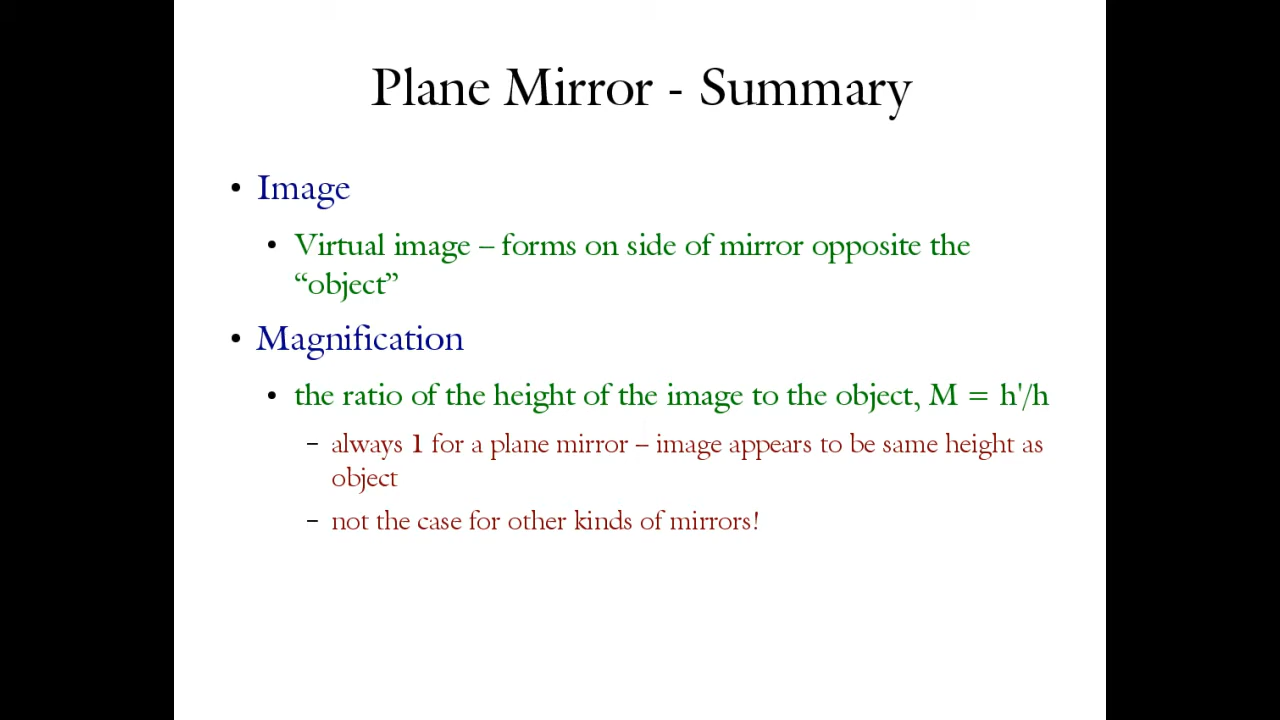 Plane Mirror - Summary
• Image
• Virtual image – forms on side of mirror opposite the
“object”
• Magnification
• the ratio of the height of the image to the object, M = h'/h
– always 1 for a plane mirror – image appears to be same height as
object
– not the case for other kinds of mirrors!